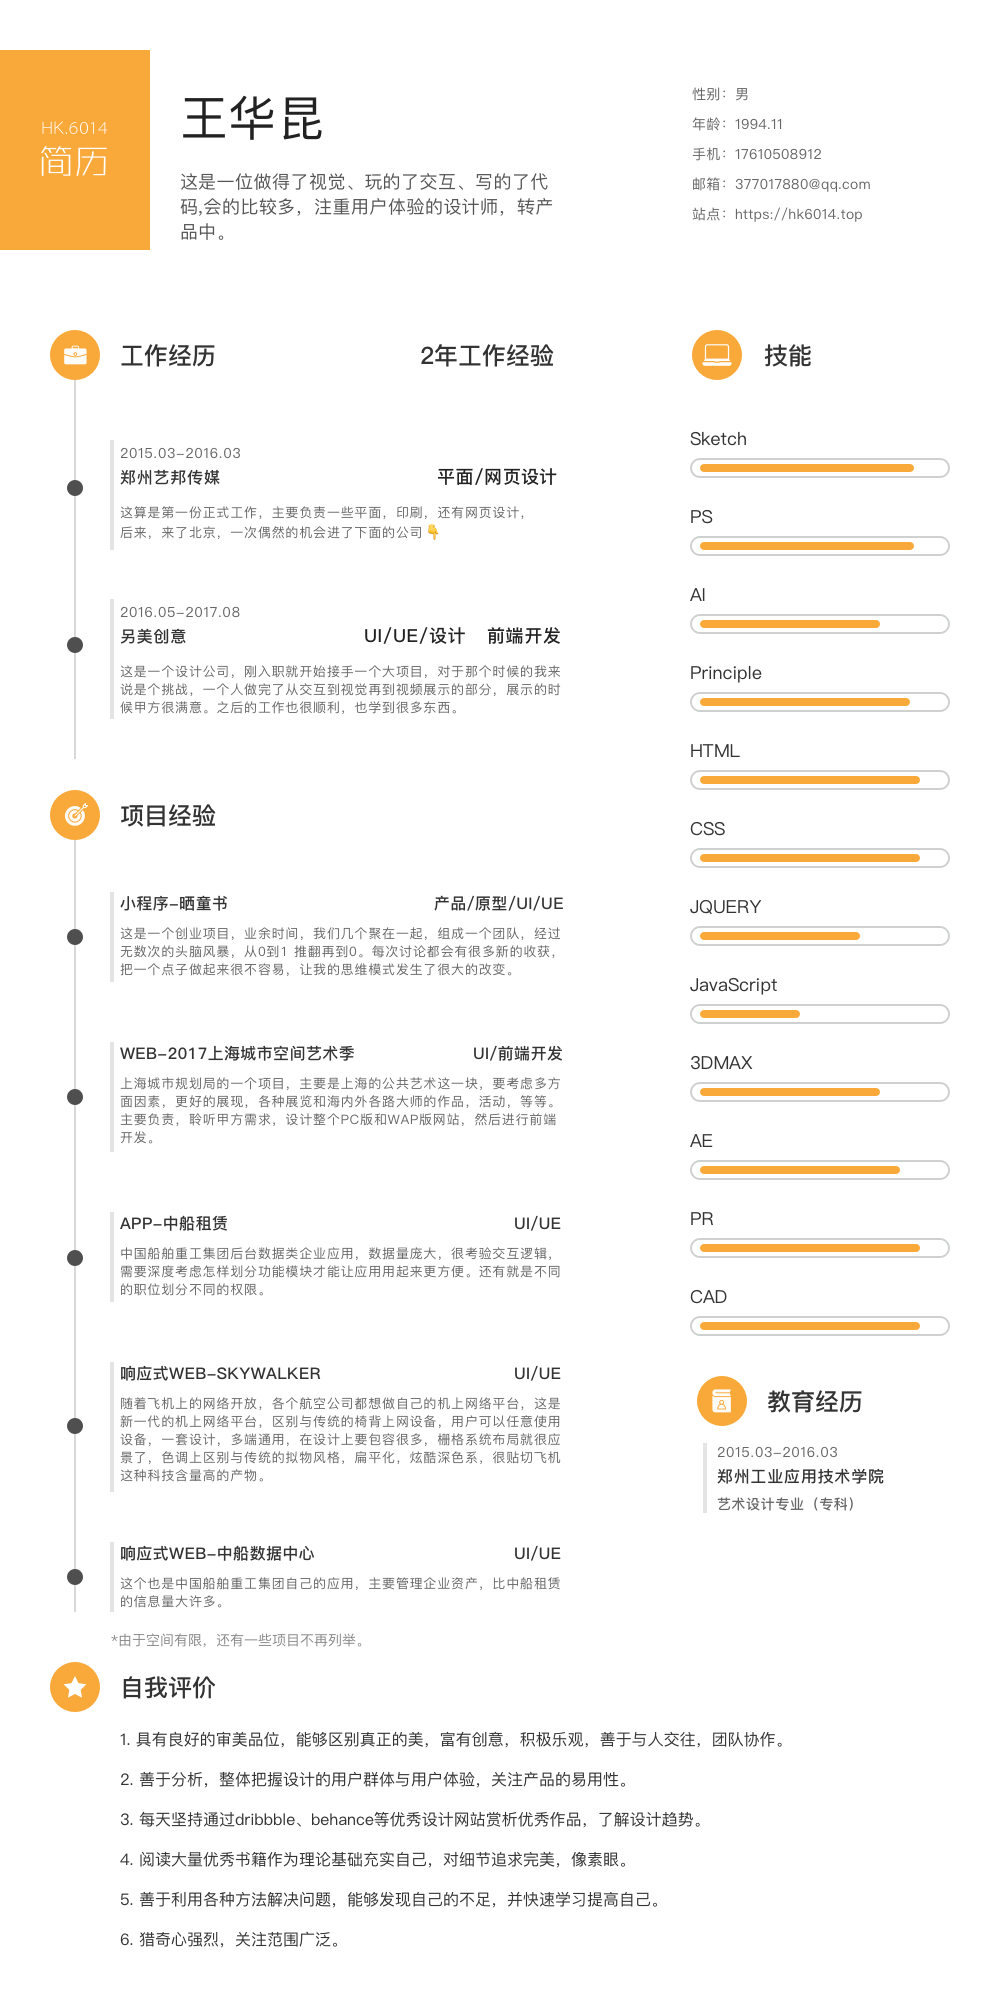 HK.6014
简历
王华昆
这是一位做得了视觉、玩的了交互、写的了代
码,会的比较多，注重用户体验的设计师，转产
品中。
性别：男
年龄：1994.11
手机：17610508912
邮箱：377017880@qq.com
站点：https://hk6014.top
工作经历
2年工作经验
2015.03-2016.03
郑州艺邦传媒
平面/网页设计
这算是第一份正式工作，主要负责一些平面，印刷，还有网页设计，
后来，来了北京，一次偶然的机会进了下面的公司👇
2016.05-2017.08
另美创意
UI/UE/设计 前端开发
这是一个设计公司，刚入职就开始接手一个大项目，对于那个时候的我来
说是个挑战，一个人做完了从交互到视觉再到视频展示的部分，展示的时
候甲方很满意。之后的工作也很顺利，也学到很多东西。
项目经验
小程序-晒童书
产品/原型/UI/UE
这是一个创业项目，业余时间，我们几个聚在一起，组成一个团队，经过
无数次的头脑风暴，从0到1 推翻再到0。每次讨论都会有很多新的收获，
把一个点子做起来很不容易，让我的思维模式发生了很大的改变。
WEB-2017上海城市空间艺术季
UI/前端开发
上海城市规划局的一个项目，主要是上海的公共艺术这一块，要考虑多方
面因素，更好的展现，各种展览和海内外各路大师的作品，活动，等等。
主要负责，聆听甲方需求，设计整个PC版和WAP版网站，然后进行前端
开发。
APP-中船租赁
UI/UE
中国船舶重工集团后台数据类企业应用，数据量庞大，很考验交互逻辑，
需要深度考虑怎样划分功能模块才能让应用用起来更方便。还有就是不同
的职位划分不同的权限。
响应式WEB-SKYWALKER
UI/UE
随着飞机上的网络开放，各个航空公司都想做自己的机上网络平台，这是
新一代的机上网络平台，区别与传统的椅背上网设备，用户可以任意使用
设备，一套设计，多端通用，在设计上要包容很多，栅格系统布局就很应
景了，色调上区别与传统的拟物风格，扁平化，炫酷深色系，很贴切飞机
这种科技含量高的产物。
响应式WEB-中船数据中心
UI/UE
这个也是中国船舶重工集团自己的应用，主要管理企业资产，比中船租赁
的信息量大许多。
*由于空间有限，还有一些项目不再列举。
技能
Sketch
PS
AI
Principle
HTML
CSS
JQUERY
JavaScript
3DMAX
AE
PR
CAD
教育经历
2015.03-2016.03
郑州工业应用技术学院
艺术设计专业（专科）
自我评价
1. 具有良好的审美品位，能够区别真正的美，富有创意，积极乐观，善于与人交往，团队协作。
2. 善于分析，整体把握设计的用户群体与用户体验，关注产品的易用性。
3. 每天坚持通过dribbble、behance等优秀设计网站赏析优秀作品，了解设计趋势。
4. 阅读大量优秀书籍作为理论基础充实自己，对细节追求完美，像素眼。
5. 善于利用各种方法解决问题，能够发现自己的不足，并快速学习提高自己。
6. 猎奇心强烈，关注范围广泛。